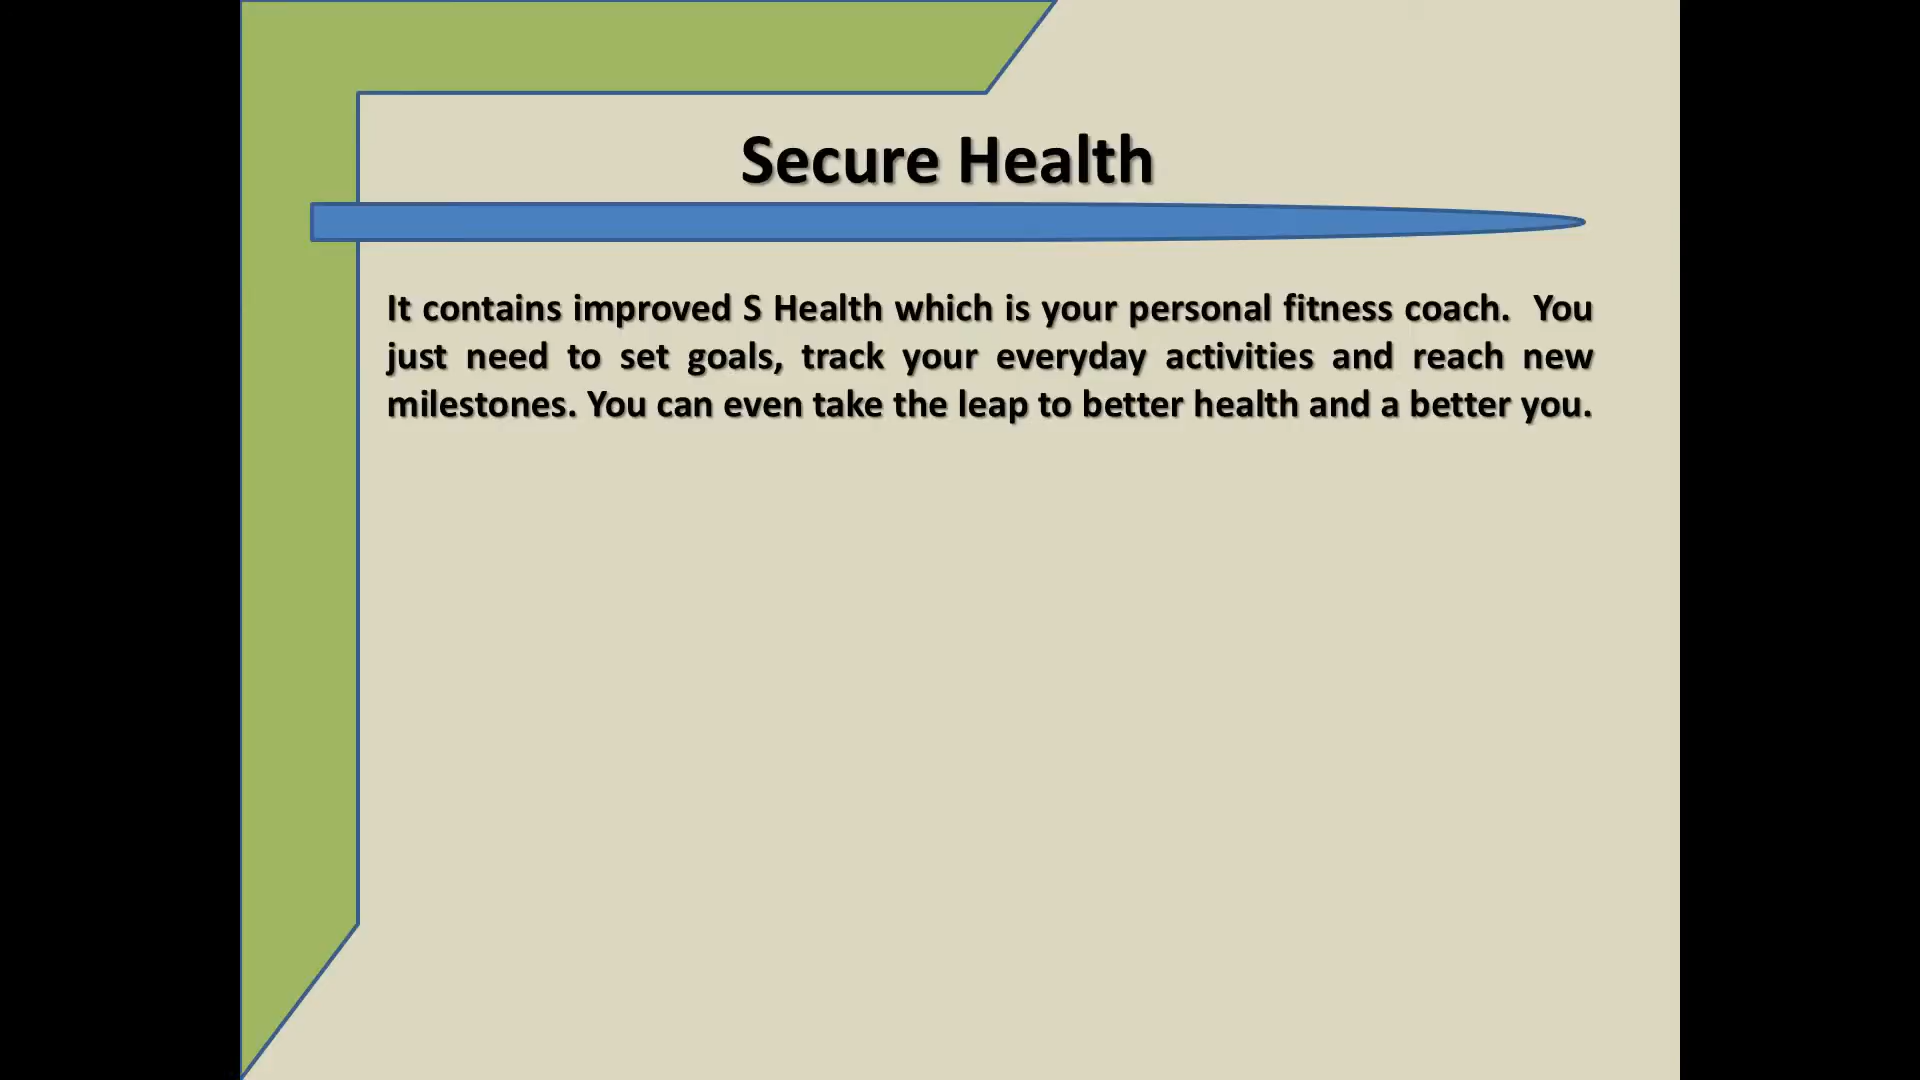 Secure Health
It contains improved S Health which is your personal fitness coach.  You
just need to set goals, track your everyday activities and reach new
milestones. You can even take the leap to better health and a better you.